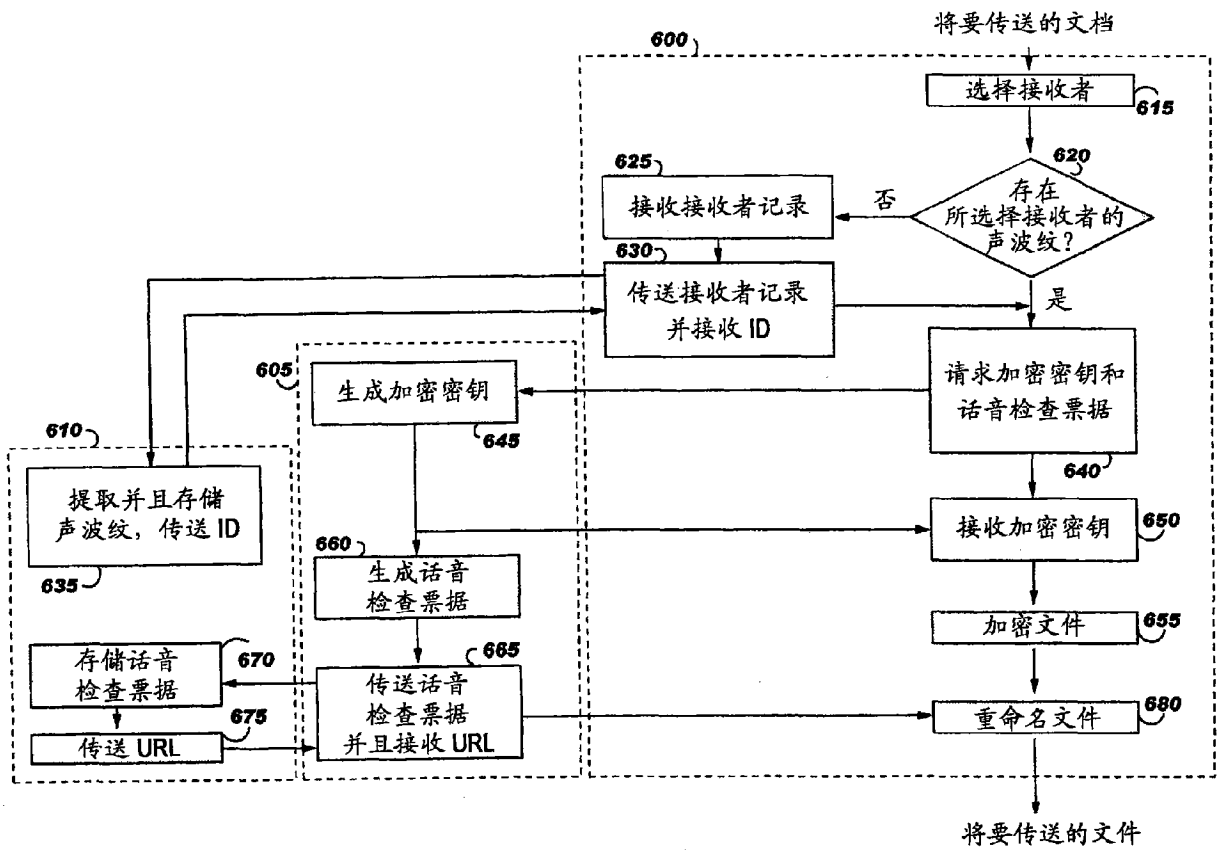 将要传送的文档
600
选择接收者
615
620
存在
所选择接收者的
声波纹？
否
是
625
接收接收者记录
630
传送接收者记录
并接收 ID
605
生成加密密钥
645
请求加密密钥和
话音检查票据
640
610
提取并且存储
声波纹，传送 ID
635
接收加密密钥
650
660
生成话音
检查票据
加密文件
655
存储话音
检查票据
670
665
传送话音
检查票据
并且接收 URL
675
传送 URL
重命名文件
680
将要传送的文件